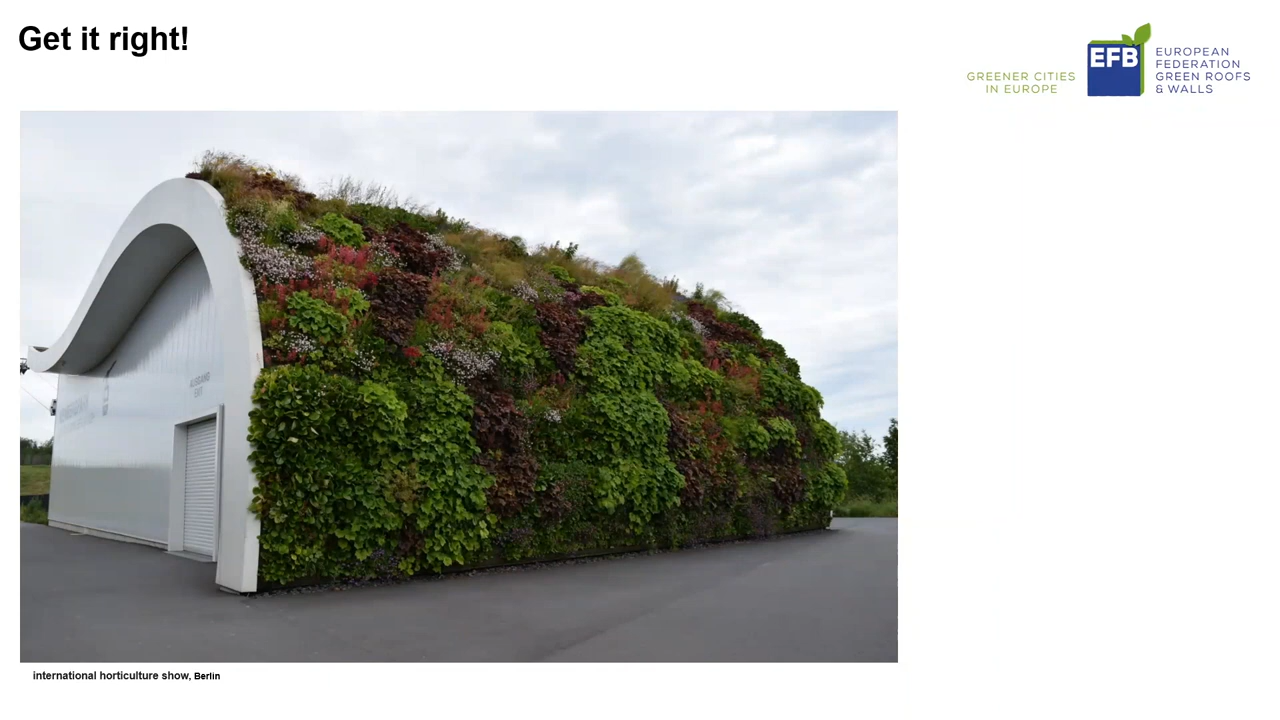 Get it right!
GREENER CITIES
IN EUROPE
EFB
EUROPEAN
FEDERATION
GREEN ROOFS
& WALLS
international horticulture show, Berlin